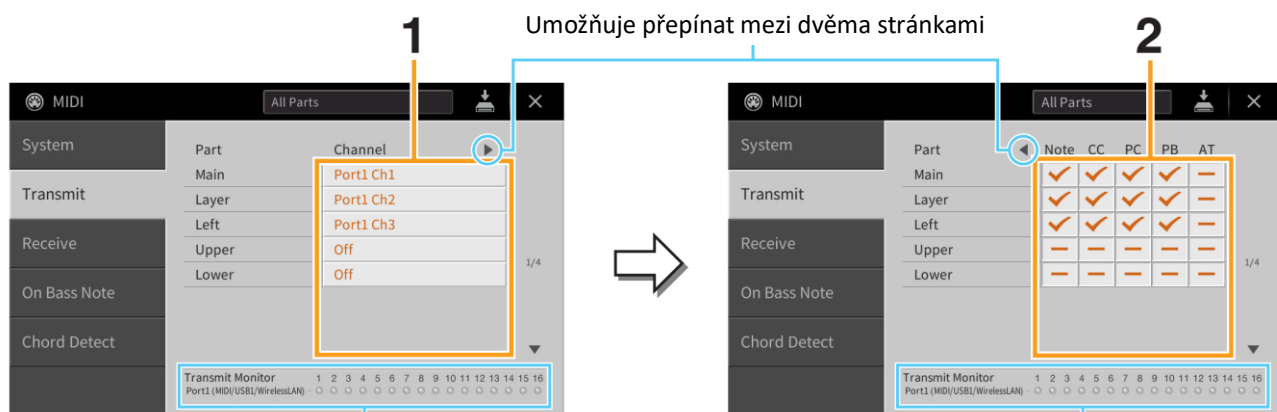 1
Umožňuje přepínat mezi dvěma stránkami
2
MIDI
All Parts
System
Transmit
Receive
On Bass Note
Chord Detect
Part Channel
Main Port1 Ch1
Layer Port1 Ch2
Left Port1 Ch3
Upper Off
Lower Off
1/4
Transmit Monitor 1 2 3 4 5 6 7 8 9 10 11 12 13 14 15 16
Port1 (MIDI/USB1/WirelessLAN)
MIDI
All Parts
System
Transmit
Receive
On Bass Note
Chord Detect
Part Note CC PC PB AT
Main
Layer
Left
Upper
Lower
1/4
Transmit Monitor 1 2 3 4 5 6 7 8 9 10 11 12 13 14 15 16
Port1 (MIDI/USB1/WirelessLAN)